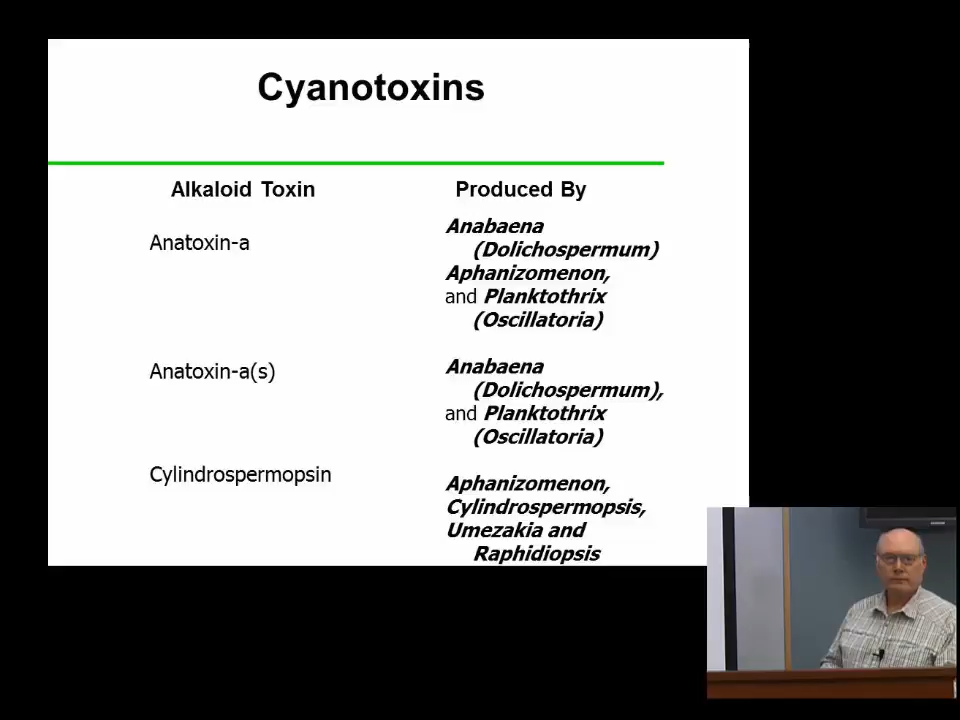 Cyanotoxins
Alkaloid Toxin Produced By
Anatoxin-a
Anabaena
(Dolichospermum)
Aphanizomenon,
and Planktothrix
(Oscillatoria)
Anatoxin-a(s)
Anabaena
(Dolichospermum),
and Planktothrix
(Oscillatoria)
Cylindrospermopsin
Aphanizomenon,
Cylindrospermopsis,
Umezakia and
Raphidiopsis